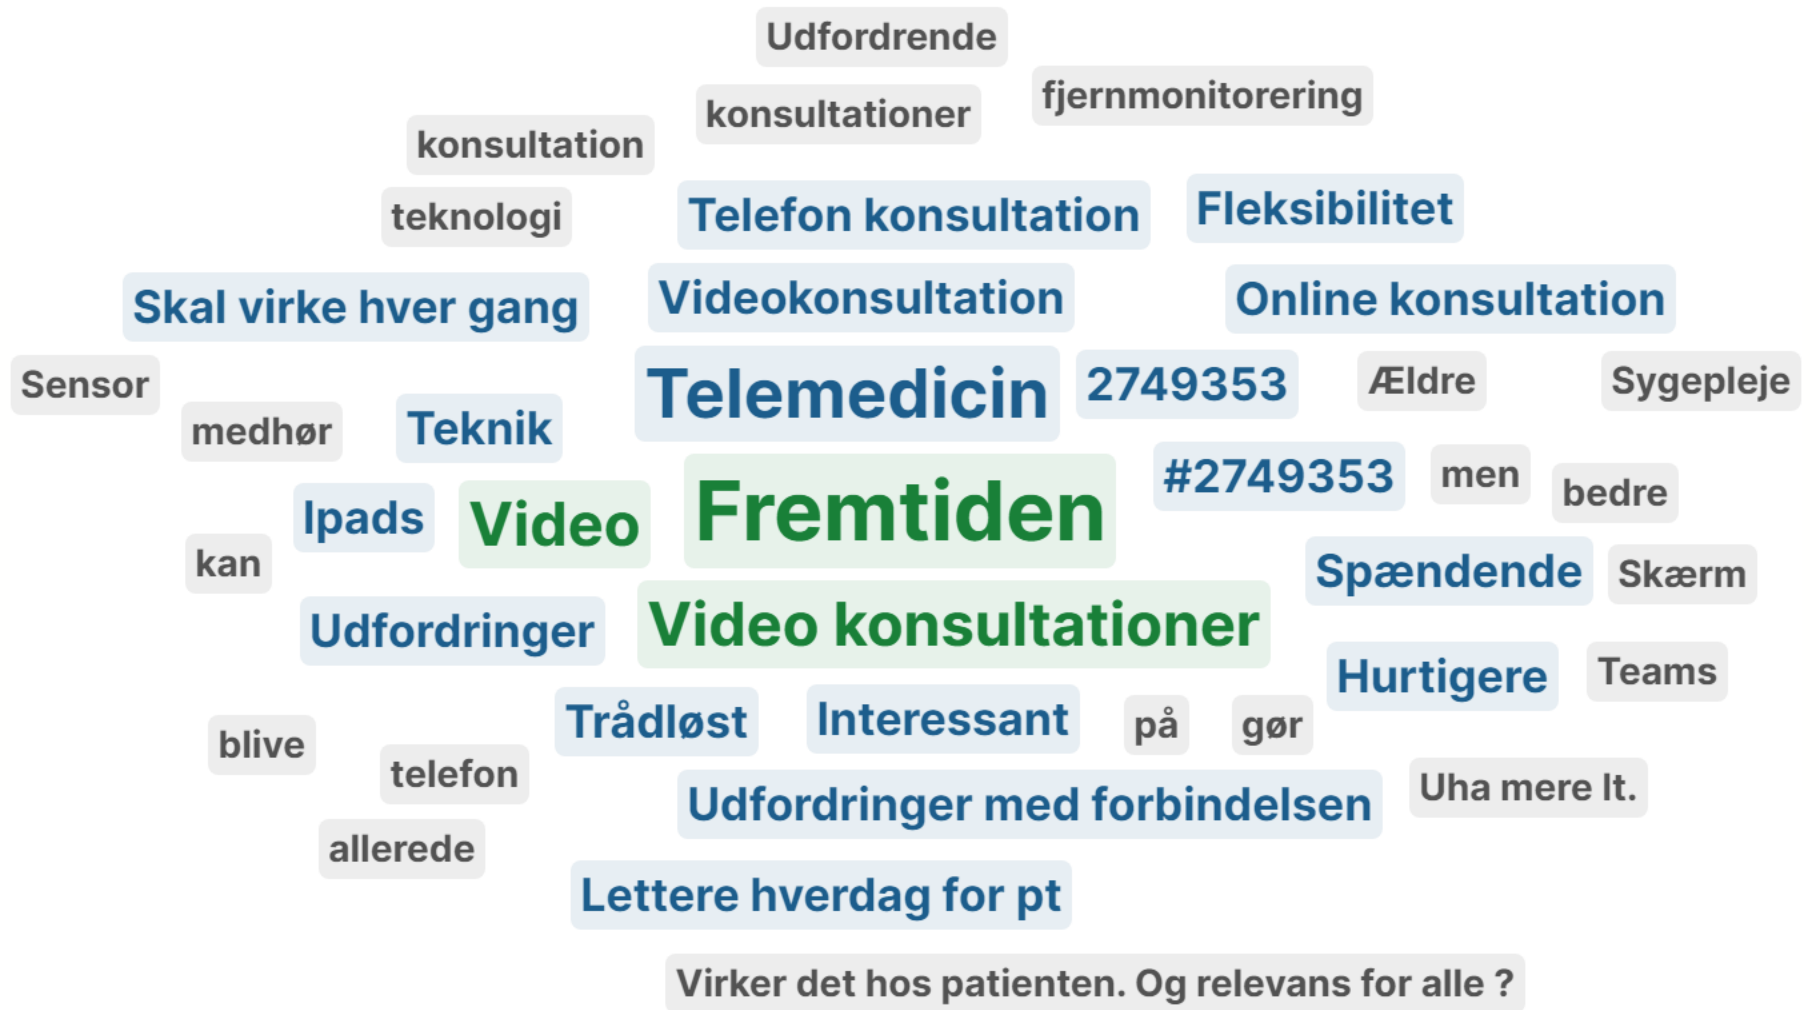 Udfordrende
fjernmonitorering
konsultationer
konsultation
teknologi
Telefon konsultation
Fleksibilitet
Skal virke hver gang
Videokonsultation
Online konsultation
Sensor
Telemedicin
2749353
Ældre
Sygepleje
medhør
Teknik
#2749353
men
bedre
Ipads
Video
Fremtiden
kan
Spændende
Skærm
Udfordringer
Video konsultationer
Hurtigere
Teams
blive
Trådløst
Interessant
på
gør
telefon
Udfordringer med forbindelsen
Uha mere It.
allerede
Lettere hverdag for pt
Virker det hos patienten. Og relevans for alle ?